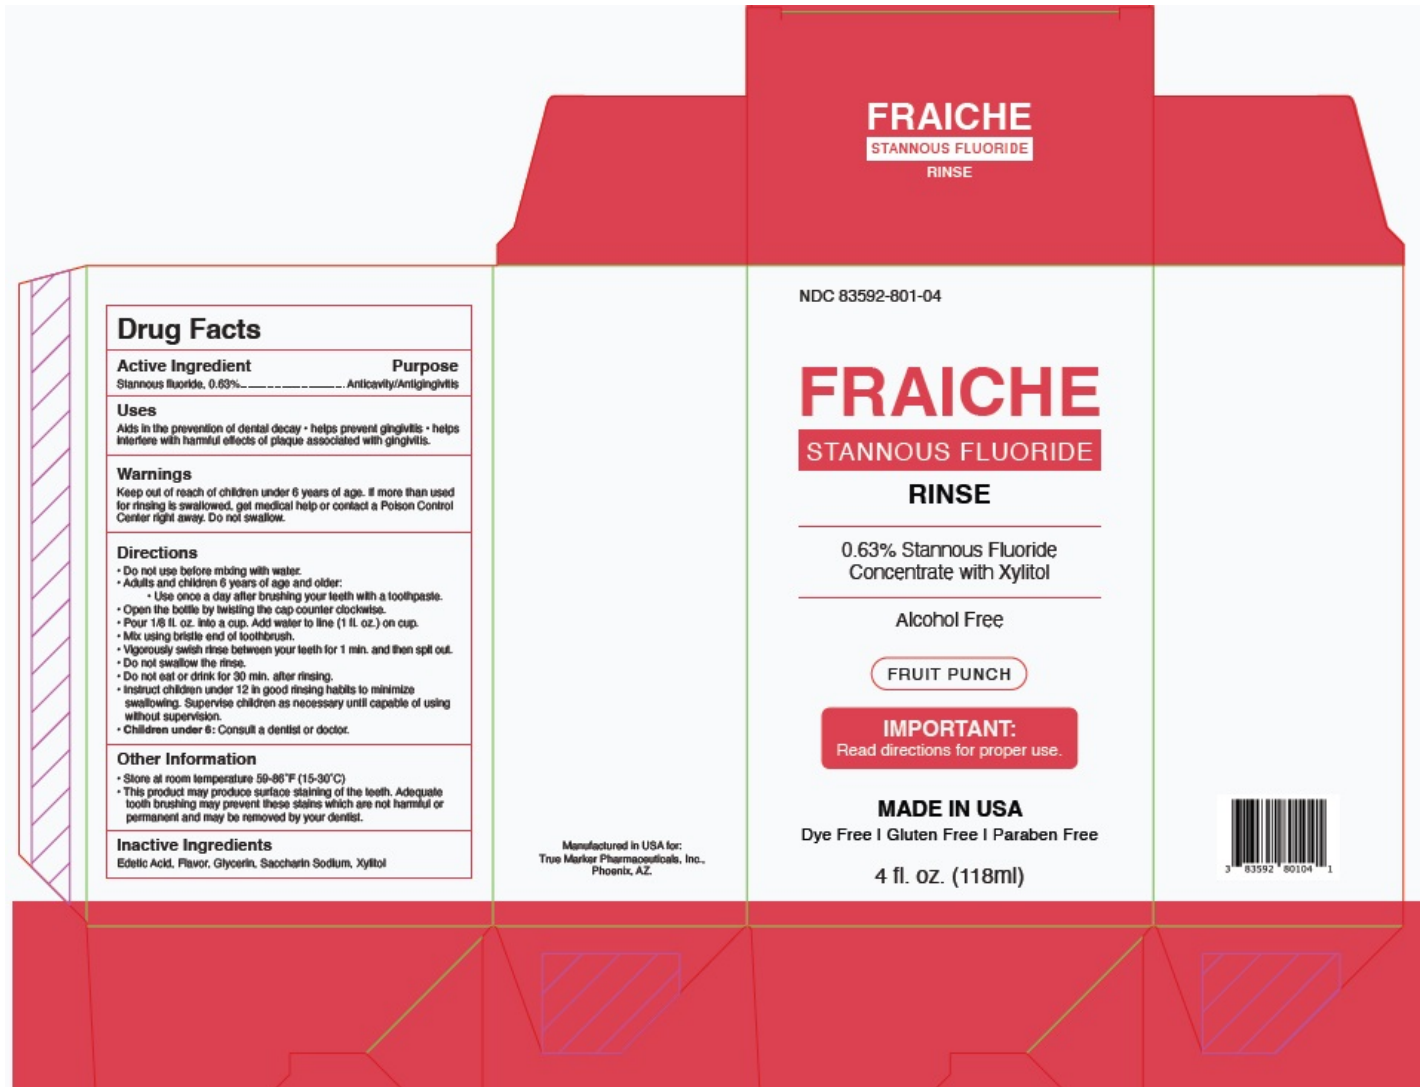 FRAICHE
STANNOUS FLUORIDE
RINSE
Drug Facts
Active Ingredient Purpose
Stannous fluoride, 0.63% Anticavity/Antigingivitis
Uses
Aids in the prevention of dental decay • helps prevent gingivitis • helps
interfere with harmful effects of plaque associated with gingivitis.
Warnings
Keep out of reach of children under 6 years of age. If more than used
for rinsing is swallowed, get medical help or contact a Poison Control
Center right away. Do not swallow.
Directions
• Do not use before mixing with water.
• Adults and children 6 years of age and older:
• Use once a day after brushing your teeth with a toothpaste.
• Open the bottle by twisting the cap counter clockwise.
• Pour 1/8 fl. oz. into a cup. Add water to line (1 fl. oz.) on cup.
• Mix using bristle end of toothbrush.
• Vigorously swish rinse between your teeth for 1 min. and then spit out.
• Do not swallow the rinse.
• Do not eat or drink for 30 min. after rinsing.
• Instruct children under 12 in good rinsing habits to minimize
swallowing. Supervise children as necessary until capable of using
without supervision.
• Children under 6: Consult a dentist or doctor.
Other Information
• Store at room temperature 59-86°F (15-30°C)
• This product may produce surface staining of the teeth. Adequate
tooth brushing may prevent these stains which are not harmful or
permanent and may be removed by your dentist.
Inactive Ingredients
Edetic Acid, Flavor, Glycerin, Saccharin Sodium, Xylitol
Manufactured in USA for:
True Marker Pharmaceuticals, Inc.,
Phoenix, AZ.
NDC 83592-801-04
FRAICHE
STANNOUS FLUORIDE
RINSE
0.63% Stannous Fluoride
Concentrate with Xylitol
Alcohol Free
FRUIT PUNCH
IMPORTANT:
Read directions for proper use.
MADE IN USA
Dye Free I Gluten Free I Paraben Free
4 fl. oz. (118ml)
3 83592 80104 1